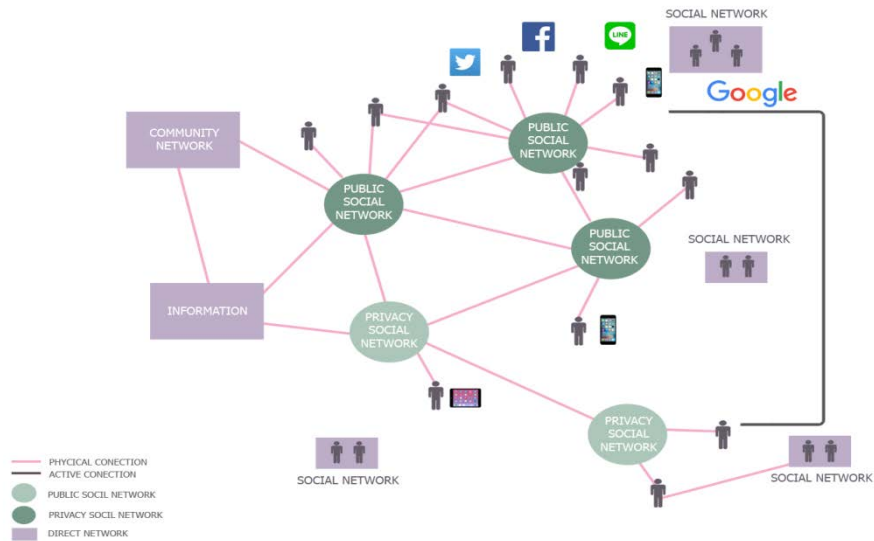 SOCIAL NETWORK
LINE
Google
COMMUNITY
NETWORK
PUBLIC
SOCIAL
NETWORK
PUBLIC
SOCIAL
NETWORK
PUBLIC
SOCIAL
NETWORK
SOCIAL NETWORK
INFORMATION
PRIVACY
SOCIAL
NETWORK
PRIVACY
SOCIAL
NETWORK
SOCIAL NETWORK
SOCIAL NETWORK
PHYCICAL CONECTION
ACTIVE CONECTION
PUBLIC SOCIL NETWORK
PRIVACY SOCIL NETWORK
DIRECT NETWORK